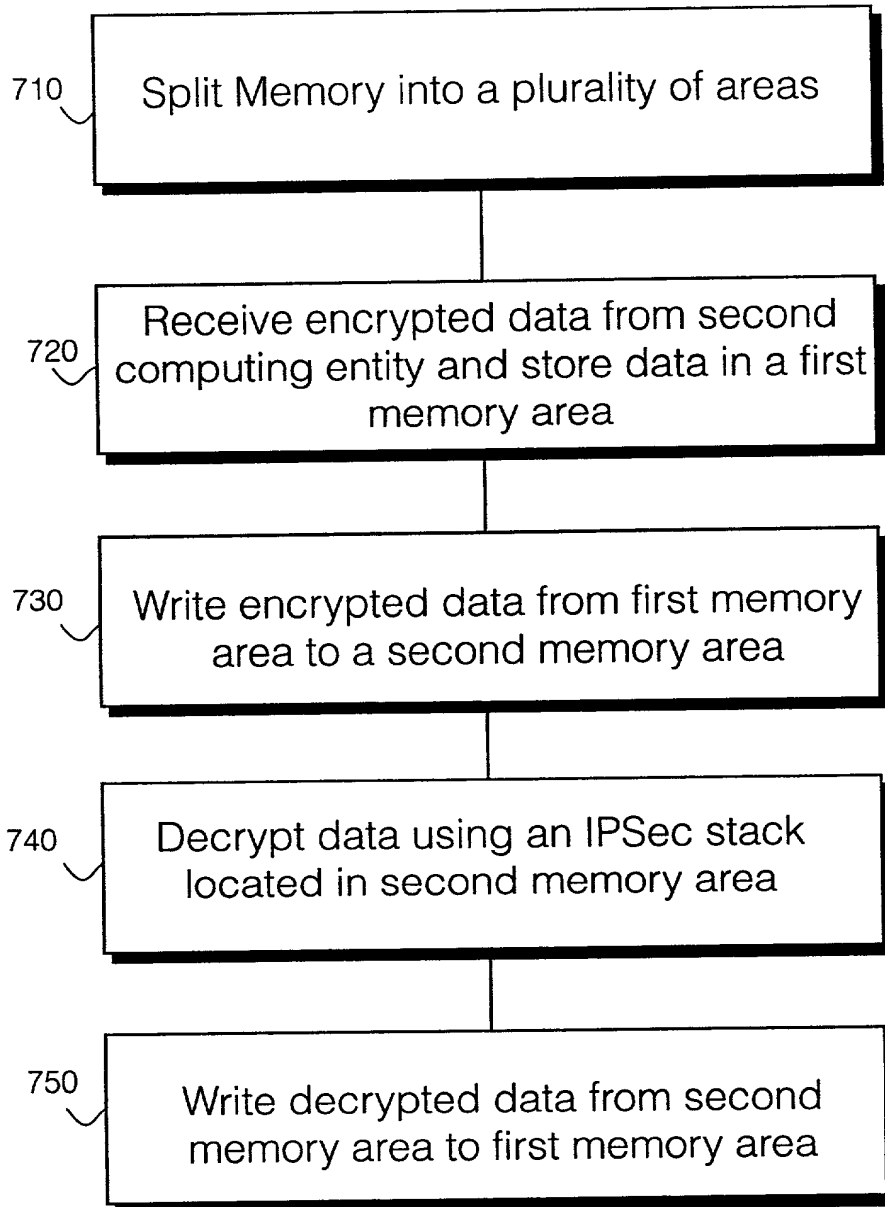 710
Split Memory into a plurality of areas
720
Receive encrypted data from second
computing entity and store data in a first
memory area
730
Write encrypted data from first memory
area to a second memory area
740
Decrypt data using an IPSec stack
located in second memory area
750
Write decrypted data from second
memory area to first memory area